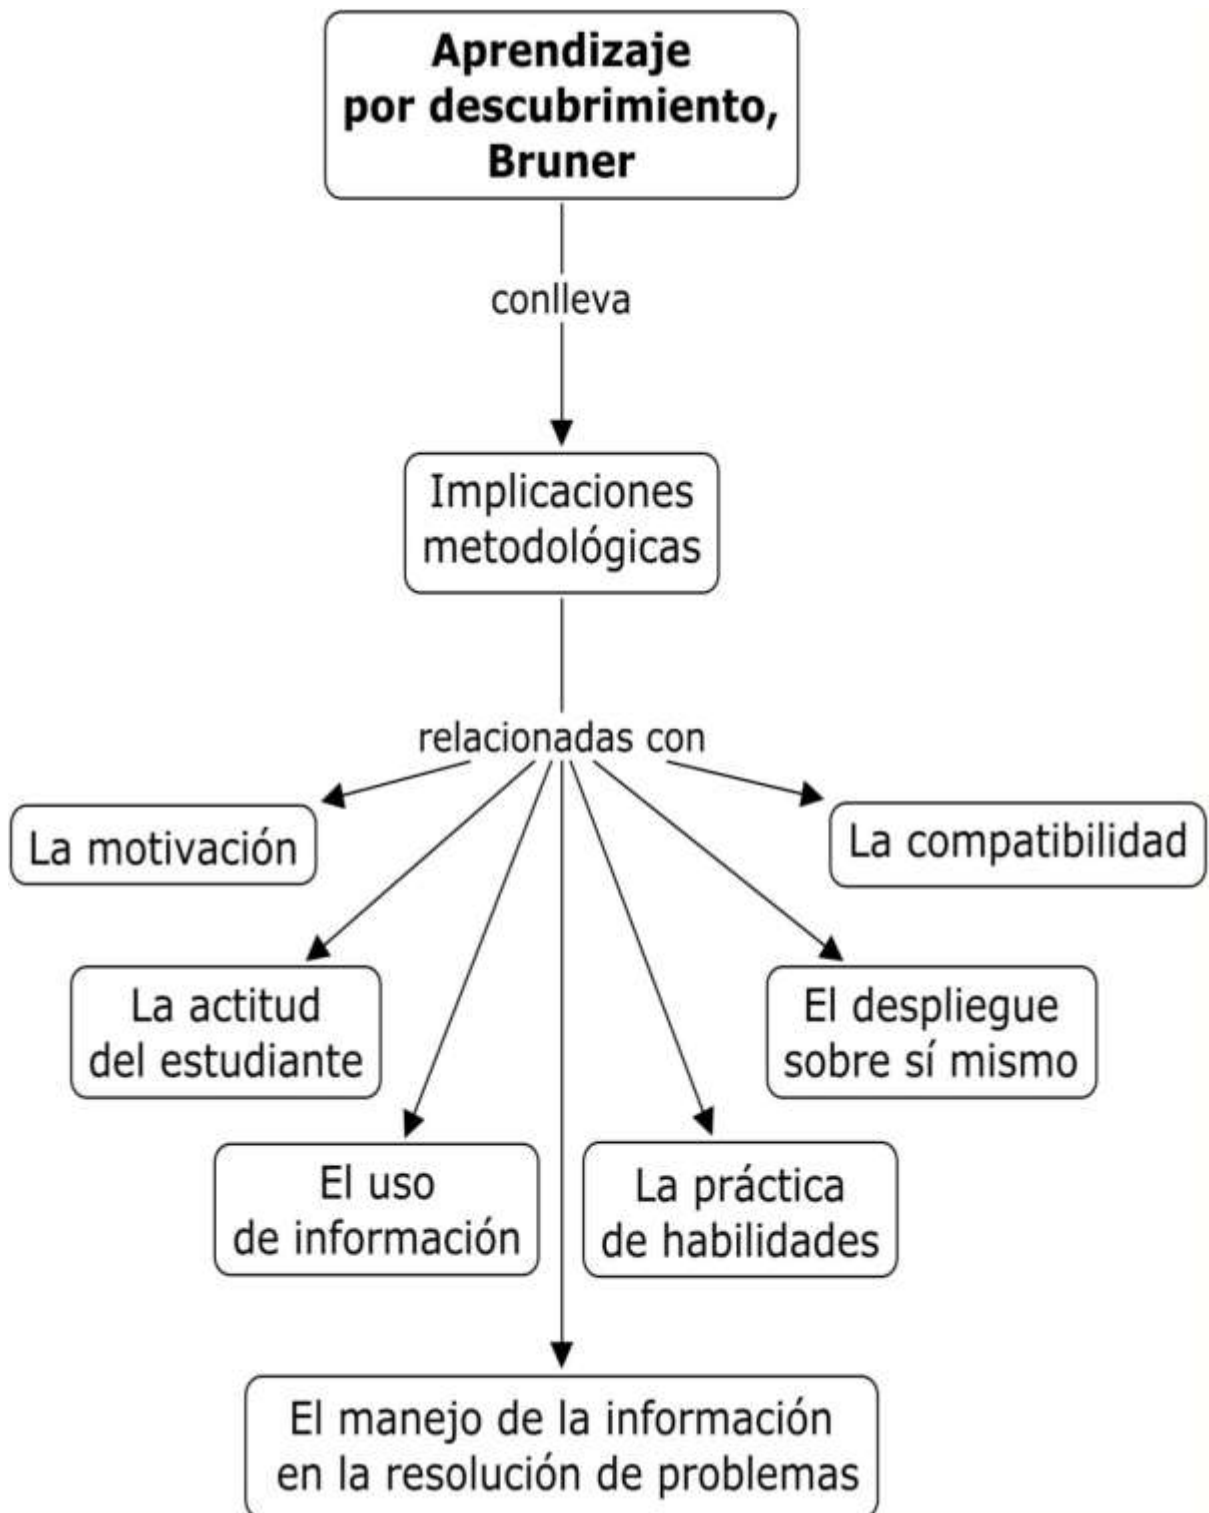 Aprendizaje
por descubrimiento,
Bruner
conlleva
Implicaciones
metodológicas
relacionadas con
La motivación
La compatibilidad
La actitud
del estudiante
El despliegue
sobre sí mismo
El uso
de información
La práctica
de habilidades
El manejo de la información
en la resolución de problemas